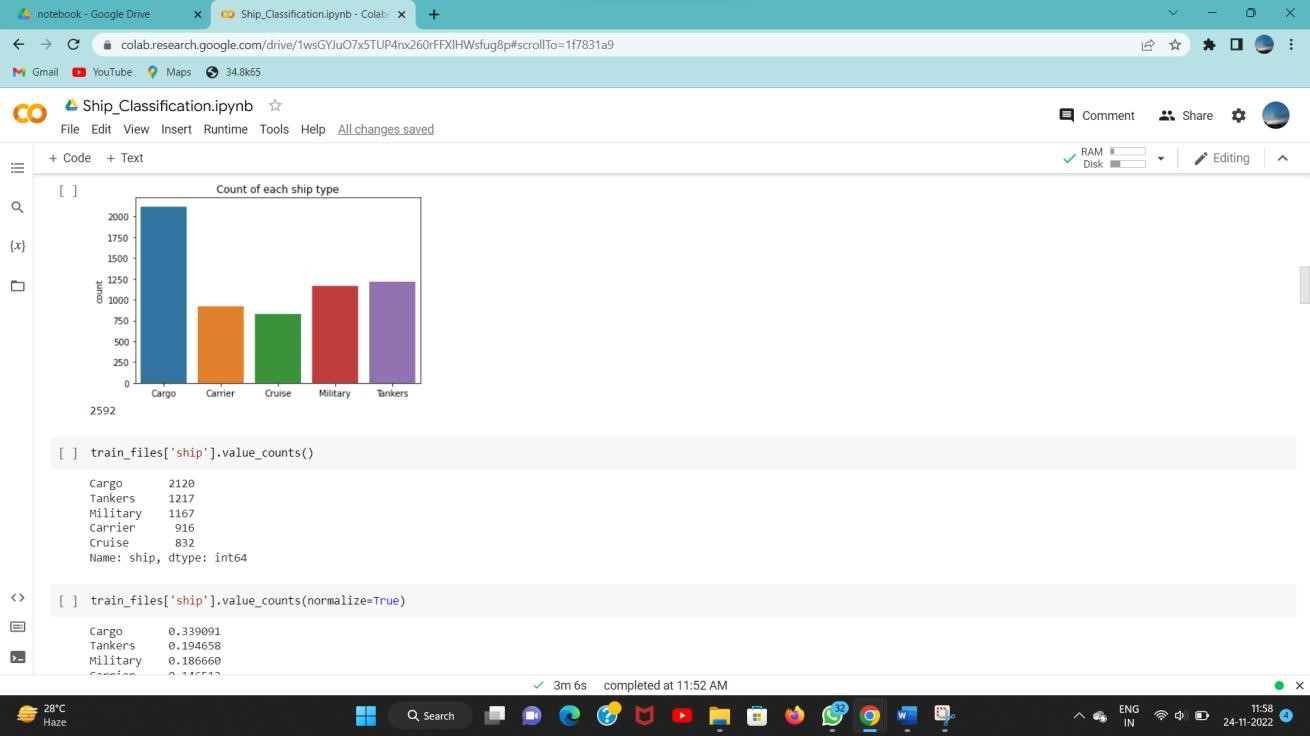 notebook - Google Drive
Ship_Classification.ipynb - Colab
colab.research.google.com/drive/1wsGYJuO7x5TUP4nx260rFFXlHWsfug8p#scrollTo=1f7831a9
Gmail YouTube Maps 34.8k65
Ship_Classification.ipynb
Comment Share
File Edit View Insert Runtime Tools Help All changes saved
+ Code + Text
RAM
Disk
Editing
{x}
[ ]
Count of each ship type
2000
1750
1500
1250
1000
750
500
250
0
count
Cargo Carrier Cruise Military Tankers
2592
[ ] train_files['ship'].value_counts()
Cargo 2120
Tankers 1217
Military 1167
Carrier 916
Cruise 832
Name: ship, dtype: int64
[ ] train_files['ship'].value_counts(normalize=True)
Cargo 0.339091
Tankers 0.194658
Military 0.186660
3m 6s completed at 11:52 AM
28°C
Haze
Search
32
ENG
IN
11:58
24-11-2022
4